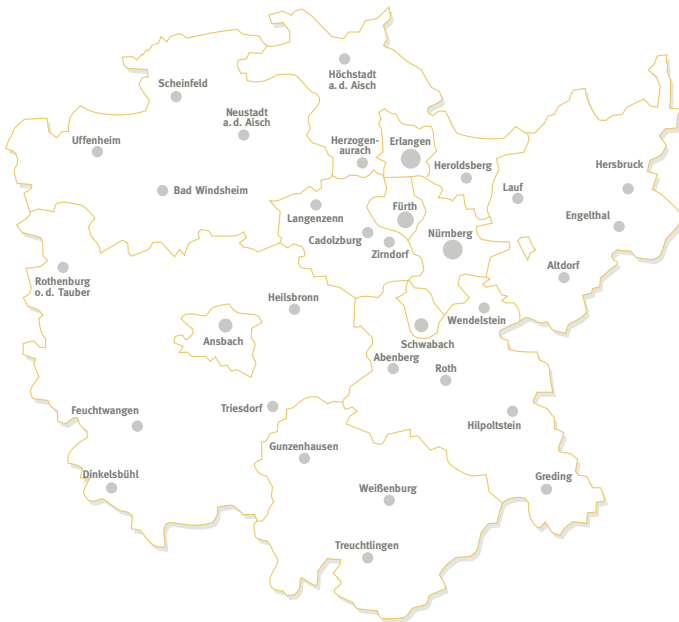 Höchstadt
a. d. Aisch
Scheinfeld
Neustadt
a. d. Aisch
Uffenheim
Herzogen-
aurach
Erlangen
Heroldsberg
Hersbruck
Bad Windsheim
Lauf
Langenzenn
Fürth
Engelthal
Cadolzburg
Nürnberg
Zirndorf
Altdorf
Rothenburg
o. d. Tauber
Heilsbronn
Wendelstein
Ansbach
Schwabach
Abenberg
Roth
Feuchtwangen
Triesdorf
Hilpoltstein
Gunzenhausen
Dinkelsbühl
Greding
Weißenburg
Treuchtlingen